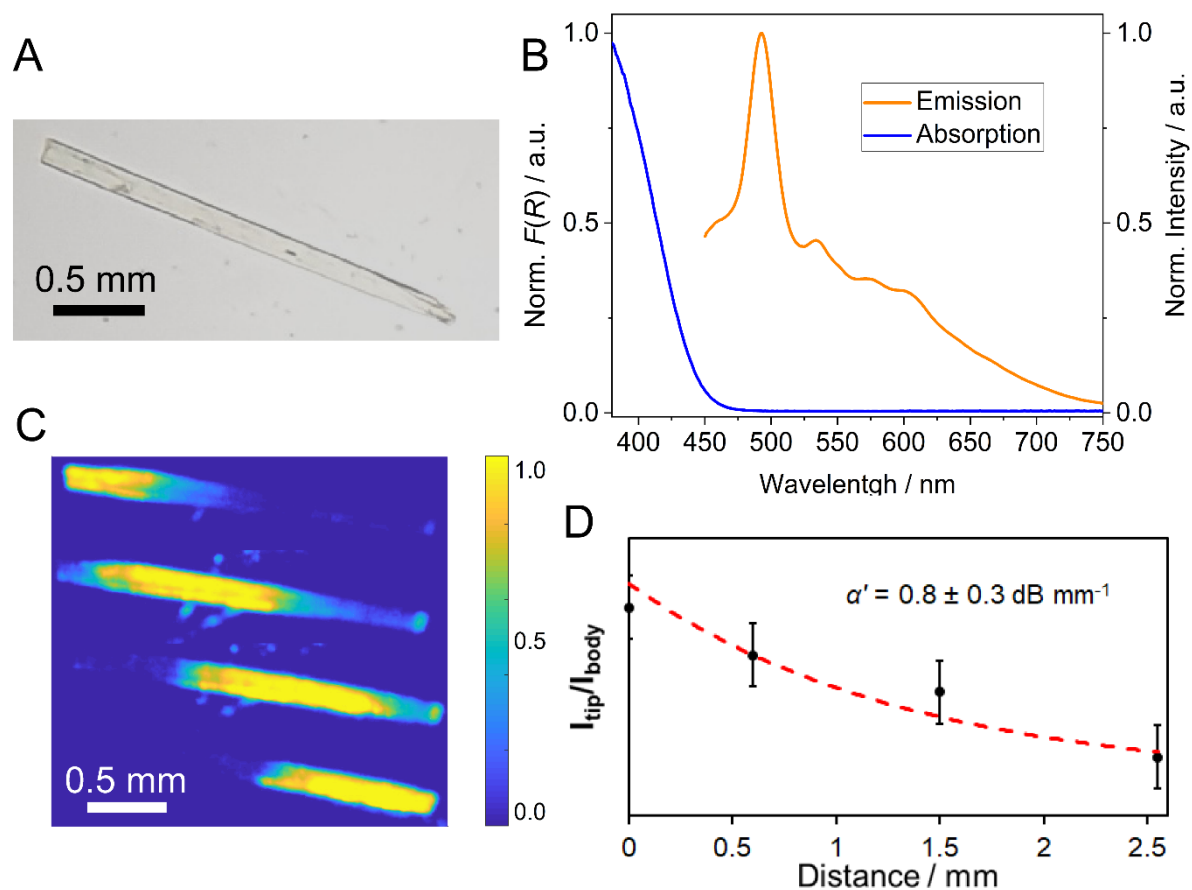 A
0.5 mm
B
Norm. F(R) / a.u.
1.0
0.5
0.0
Emission
Absorption
1.0
0.5
0.0
Norm. Intensity / a.u.
400 450 500 550 600 650 700 750
Wavelentgh / nm
C
0.5 mm
1.0
0.5
0.0
D
I_tip/I_body
α' = 0.8 ± 0.3 dB mm⁻¹
0 0.5 1 1.5 2 2.5
Distance / mm